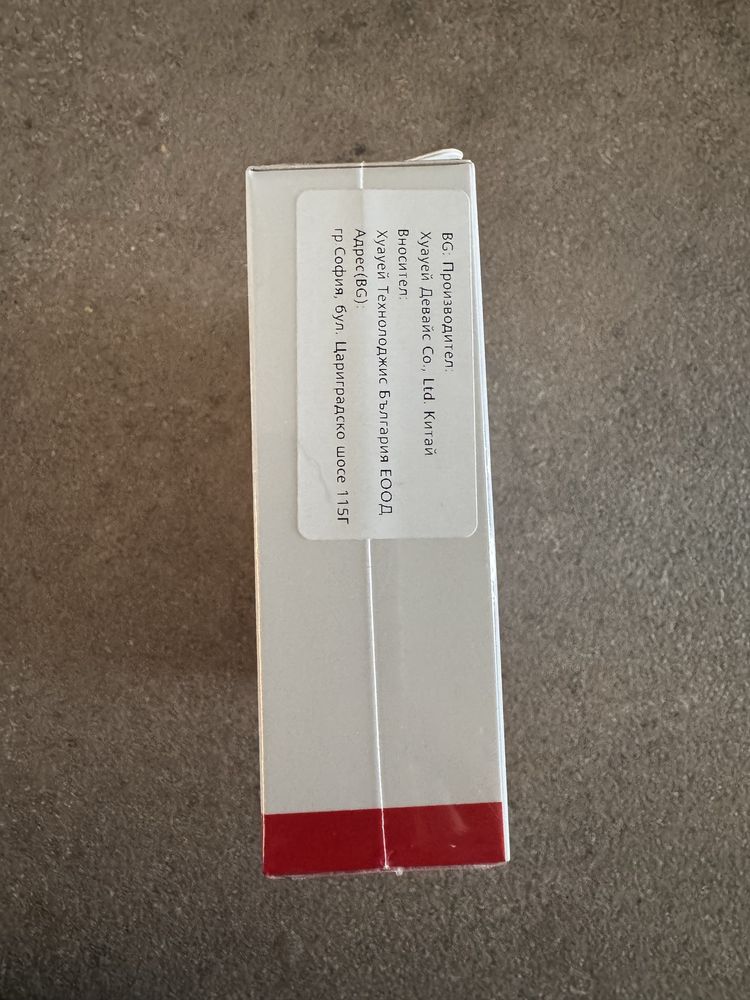 BG: Производител:
Хуауей Девайс Co., Ltd. Китай
Вносител:
Хуауей Технолоджис България ЕООД
Адрес(BG):
гр София, бул. Цариградско шосе 115Г